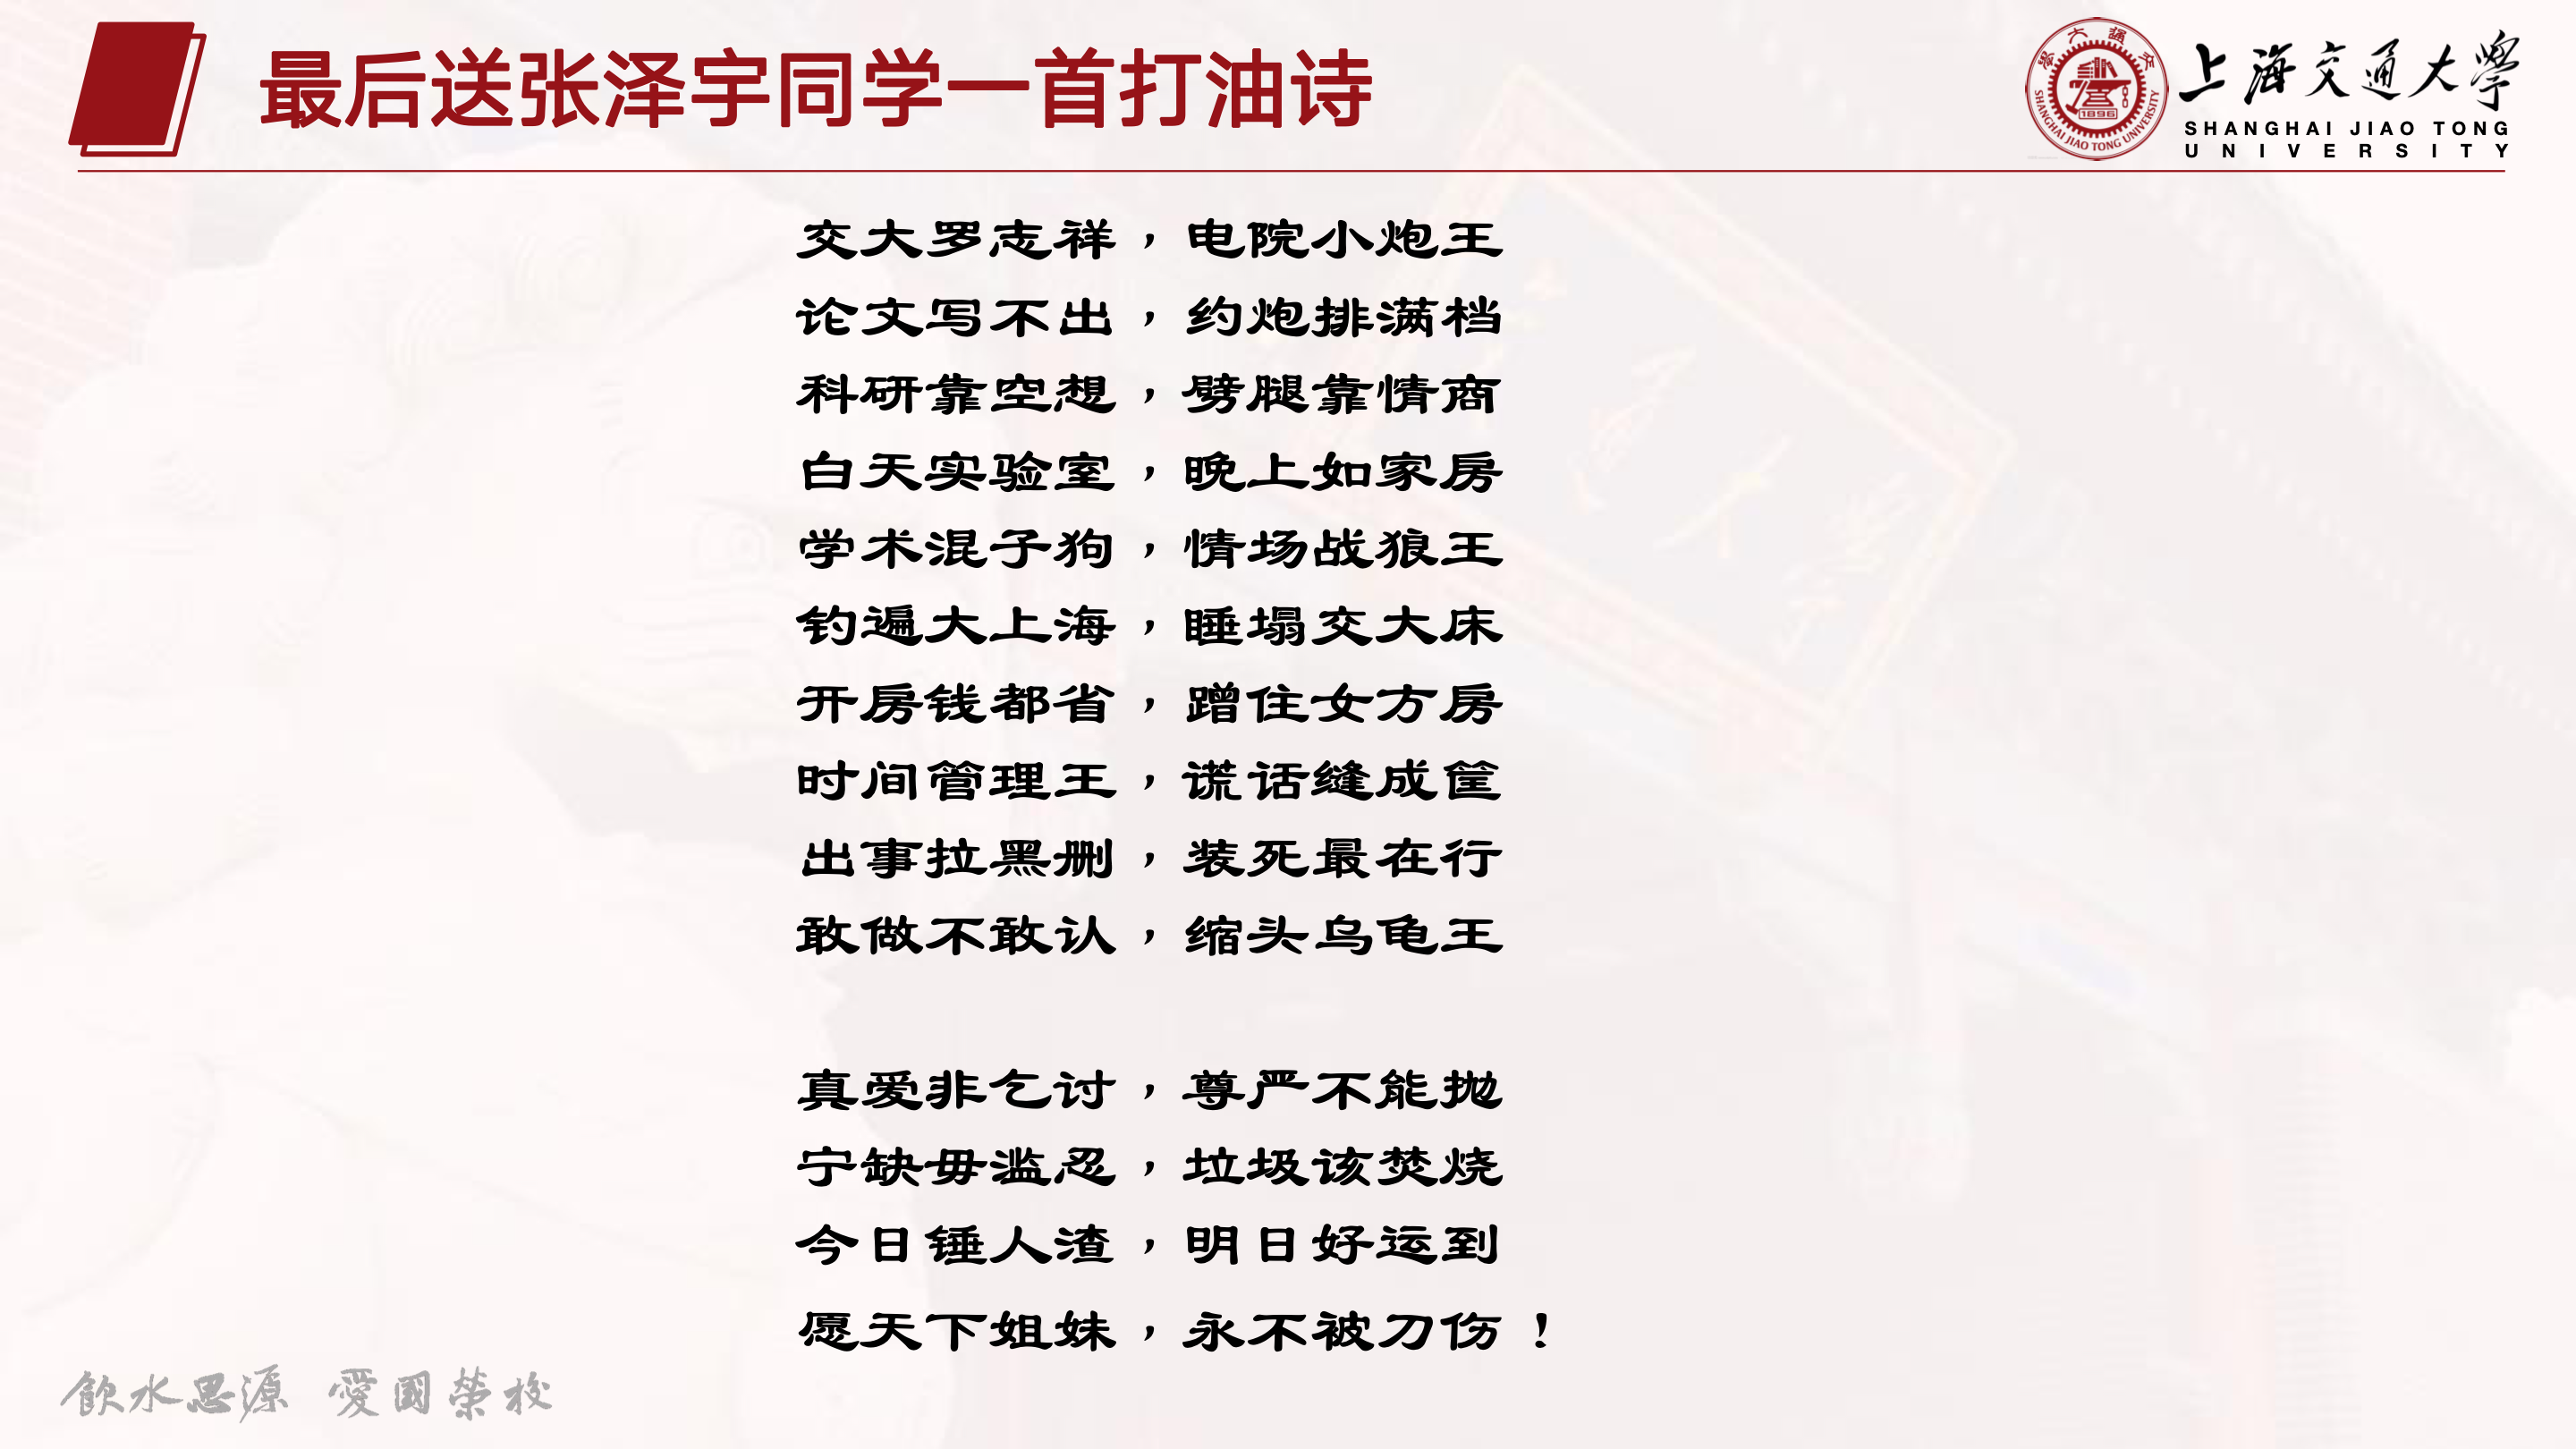 最后送张泽宇同学一首打油诗
上海交通大學
SHANGHAI JIAO TONG
UNIVERSITY
1896
SHANGHAI JIAO TONG UNIVERSITY
交大罗志祥，电院小炮王
论文写不出，约炮排满档
科研靠空想，劈腿靠情商
白天实验室，晚上如家房
学术混子狗，情场战狼王
钓遍大上海，睡塌交大床
开房钱都省，蹭住女方房
时间管理王，谎话缝成筐
出事拉黑删，装死最在行
敢做不敢认，缩头乌龟王
真爱非乞讨，尊严不能抛
宁缺毋滥忍，垃圾该焚烧
今日锤人渣，明日好运到
愿天下姐妹，永不被刀伤！
飲水思源 愛國榮校